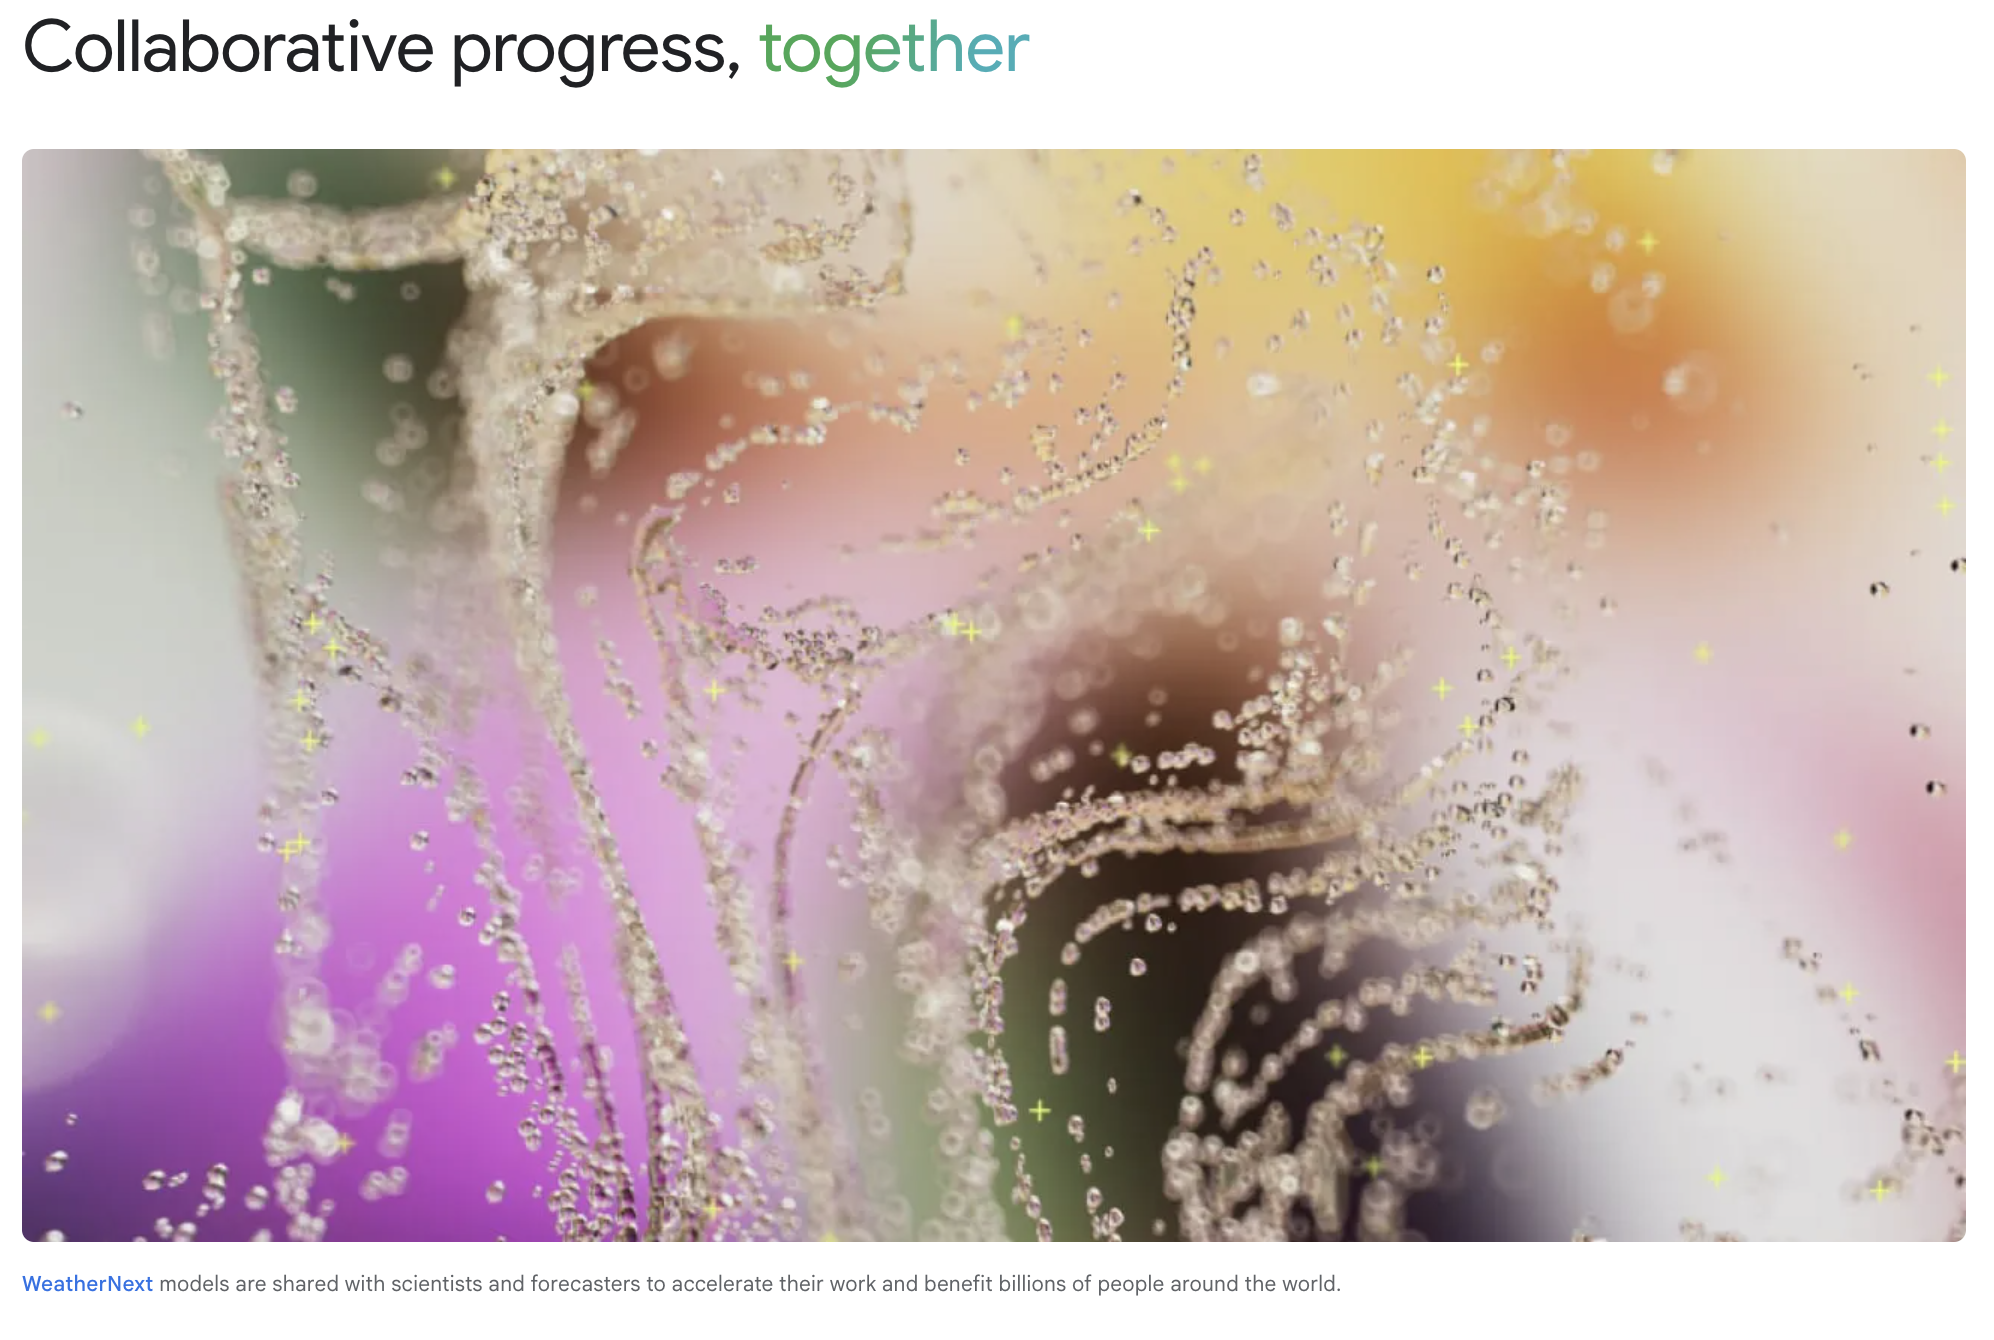 Collaborative progress, together
WeatherNext models are shared with scientists and forecasters to accelerate their work and benefit billions of people around the world.